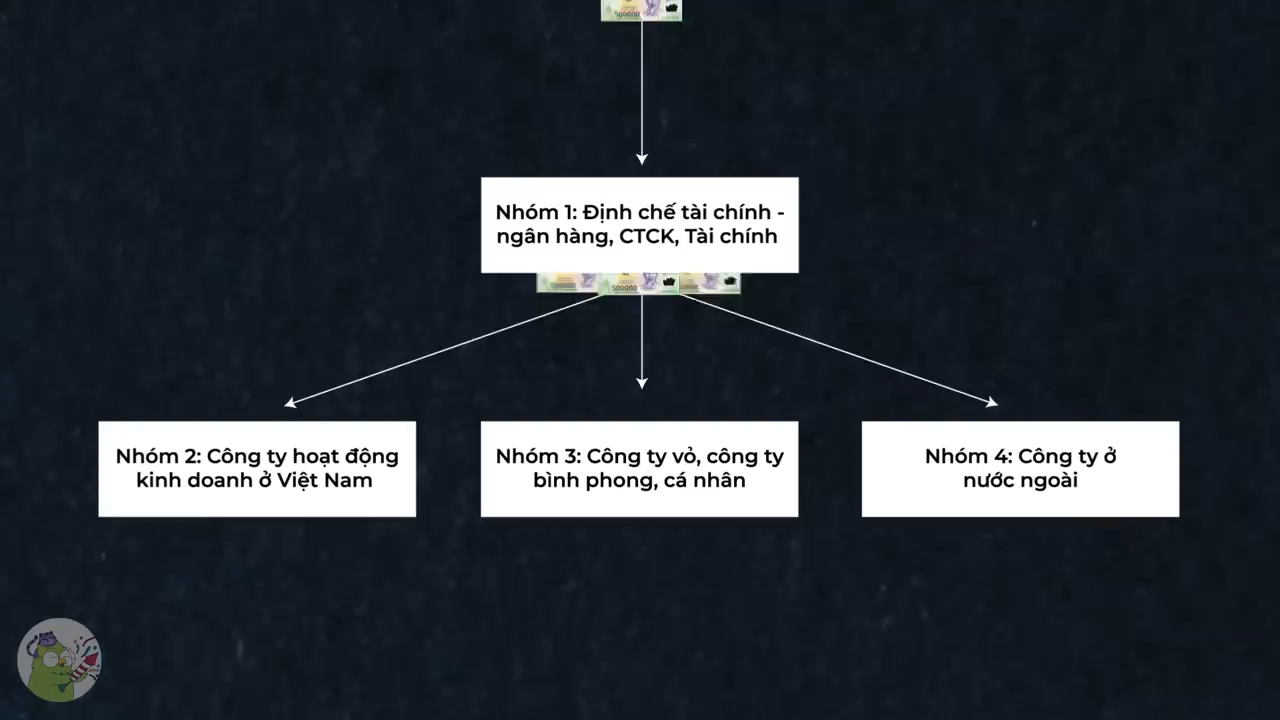 500000
Nhóm 1: Định chế tài chính -
ngân hàng, CTCK, Tài chính
500000
Nhóm 2: Công ty hoạt động
kinh doanh ở Việt Nam
Nhóm 3: Công ty vỏ, công ty
bình phong, cá nhân
Nhóm 4: Công ty ở
nước ngoài